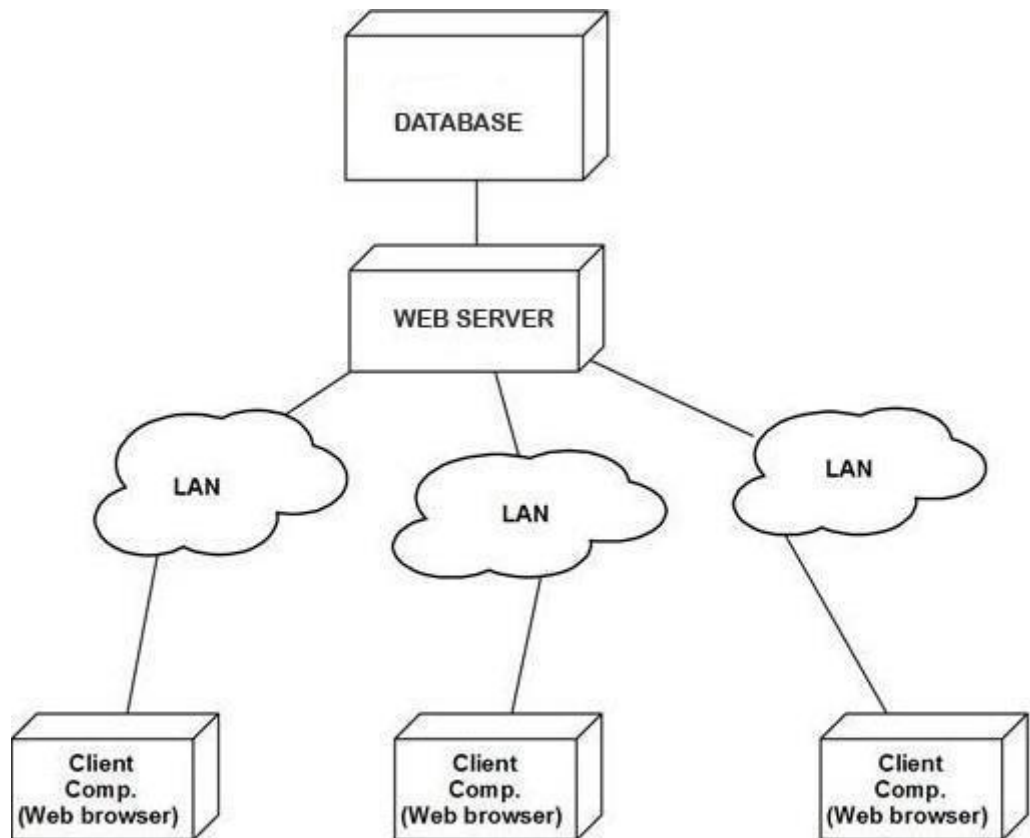 DATABASE
WEB SERVER
LAN
LAN
LAN
Client
Comp.
(Web browser)
Client
Comp.
(Web browser)
Client
Comp.
(Web browser)